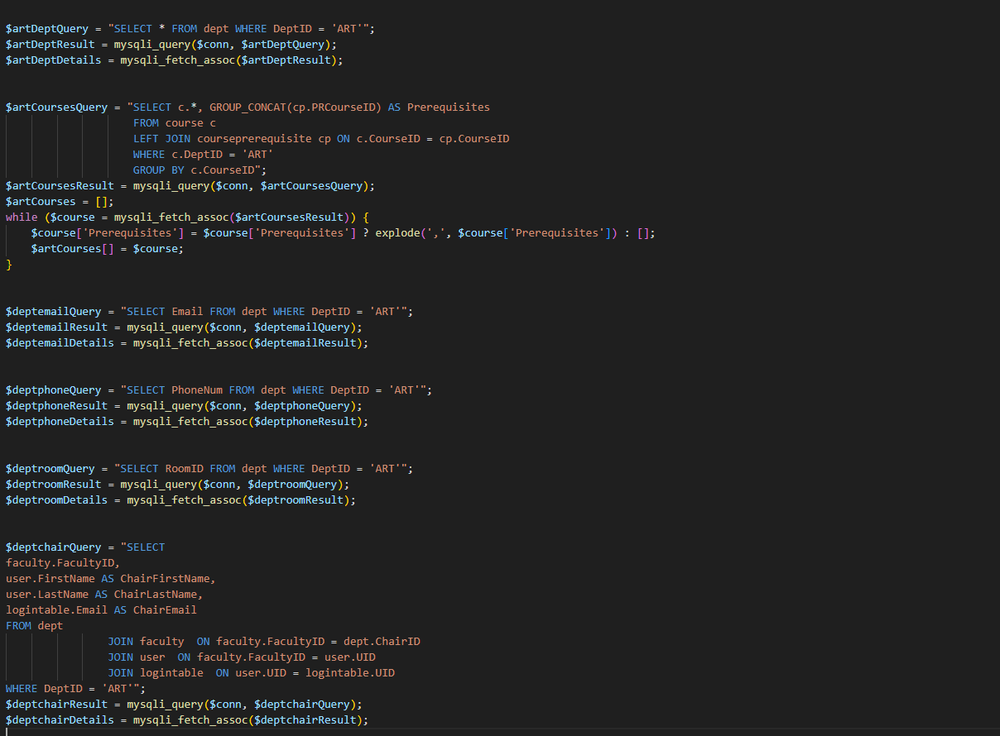 $artDeptQuery = "SELECT * FROM dept WHERE DeptID = 'ART'";
$artDeptResult = mysqli_query($conn, $artDeptQuery);
$artDeptDetails = mysqli_fetch_assoc($artDeptResult);
$artCoursesQuery = "SELECT c.*, GROUP_CONCAT(cp.PRCourseID) AS Prerequisites
FROM course c
LEFT JOIN courseprerequisite cp ON c.CourseID = cp.CourseID
WHERE c.DeptID = 'ART'
GROUP BY c.CourseID";
$artCoursesResult = mysqli_query($conn, $artCoursesQuery);
$artCourses = [];
while ($course = mysqli_fetch_assoc($artCoursesResult)) {
$course['Prerequisites'] = $course['Prerequisites'] ? explode(',', $course['Prerequisites']) : [];
$artCourses[] = $course;
}
$deptemailQuery = "SELECT Email FROM dept WHERE DeptID = 'ART'";
$deptemailResult = mysqli_query($conn, $deptemailQuery);
$deptemailDetails = mysqli_fetch_assoc($deptemailResult);
$deptphoneQuery = "SELECT PhoneNum FROM dept WHERE DeptID = 'ART'";
$deptphoneResult = mysqli_query($conn, $deptphoneQuery);
$deptphoneDetails = mysqli_fetch_assoc($deptphoneResult);
$deptroomQuery = "SELECT RoomID FROM dept WHERE DeptID = 'ART'";
$deptroomResult = mysqli_query($conn, $deptroomQuery);
$deptroomDetails = mysqli_fetch_assoc($deptroomResult);
$deptchairQuery = "SELECT
faculty.FacultyID,
user.FirstName AS ChairFirstName,
user.LastName AS ChairLastName,
logintable.Email AS ChairEmail
FROM dept
JOIN faculty  ON faculty.FacultyID = dept.ChairID
JOIN user  ON faculty.FacultyID = user.UID
JOIN logintable  ON user.UID = logintable.UID
WHERE DeptID = 'ART'";
$deptchairResult = mysqli_query($conn, $deptchairQuery);
$deptchairDetails = mysqli_fetch_assoc($deptchairResult);